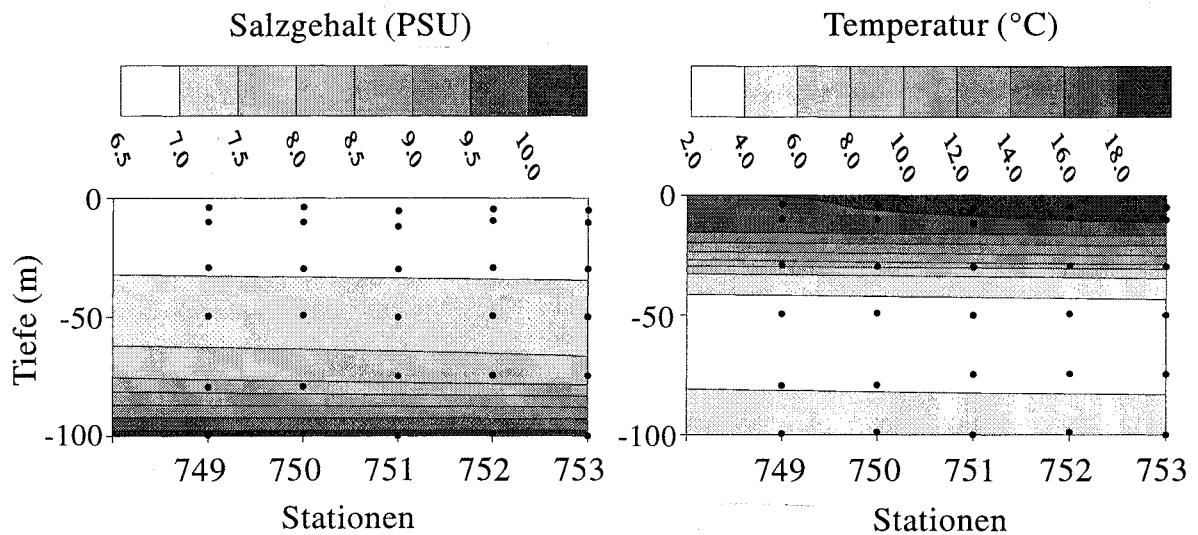 Salzgehalt (PSU)
6.5 7.0 7.5 8.0 8.5 9.0 9.5 10.0
0
-50
-100
Tiefe (m)
749 750 751 752 753
Stationen
Temperatur (°C)
2.0 4.0 6.0 8.0 10.0 12.0 14.0 16.0 18.0
0
-50
-100
749 750 751 752 753
Stationen